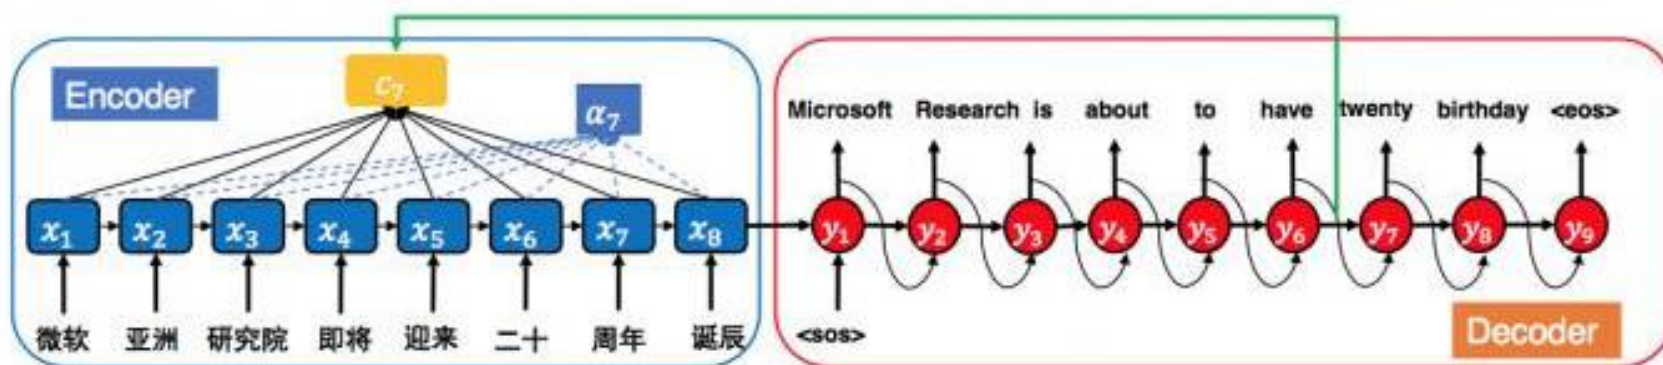 Encoder
c₇
α₇
Microsoft Research is about to have twenty birthday <eos>
x₁ x₂ x₃ x₄ x₅ x₆ x₇ x₈
y₁ y₂ y₃ y₄ y₅ y₆ y₇ y₈ y₉
微软 亚洲 研究院 即将 迎来 二十 周年 诞辰
<sos>
Decoder